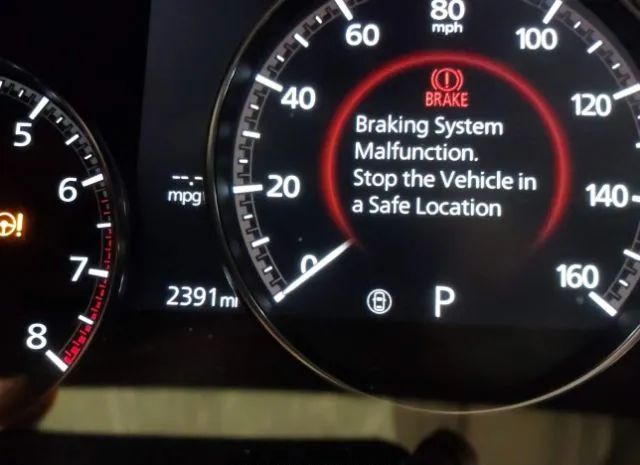 80
mph
60
100
BRAKE
40
120
5
Braking System
Malfunction.
6
--.-
mpg
20
Stop the Vehicle in
a Safe Location
140
7
0
160
2391 mi
P
8